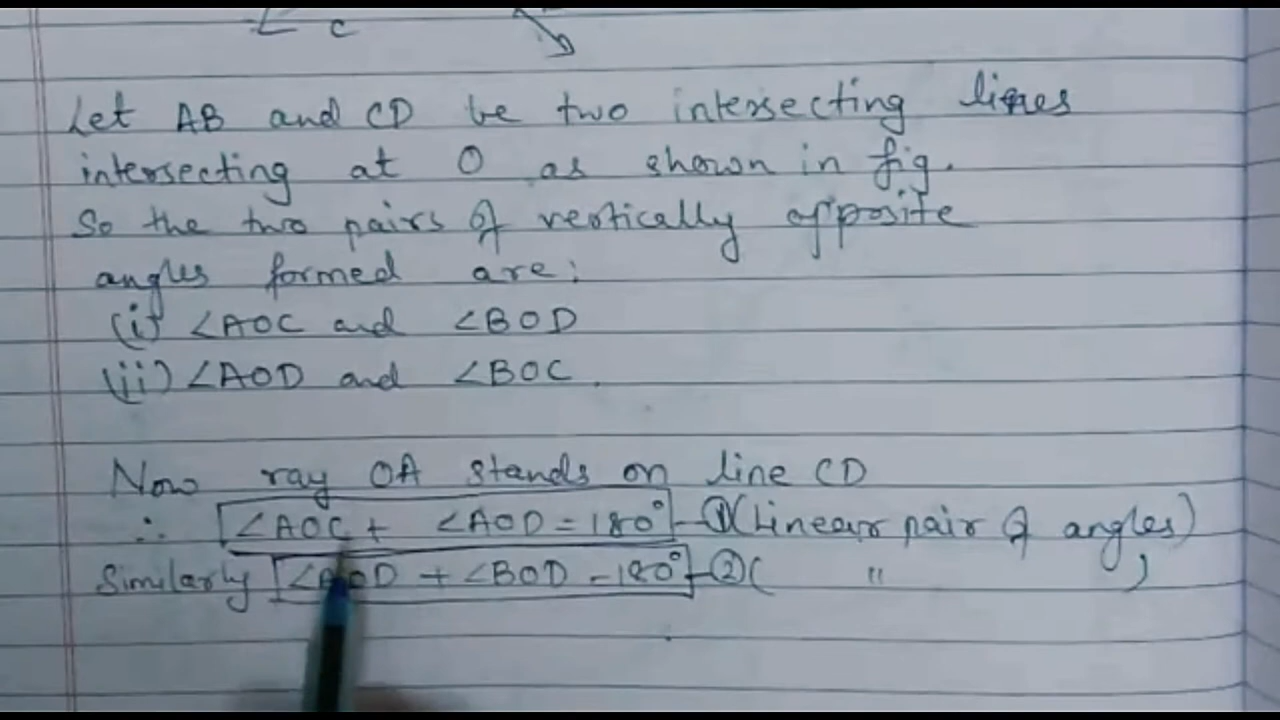 C
Let AB and CD be two intersecting lines
intersecting at O as shown in fig.
So the two pairs of vertically opposite
angles formed are:
(i) ∠AOC and ∠BOD
(ii) ∠AOD and ∠BOC.
Now ray OA stands on line CD
∴ ∠AOC + ∠AOD = 180° - ① (Linear pair of angles)
Similarly ∠AOD + ∠BOD = 180° - ② ( " )